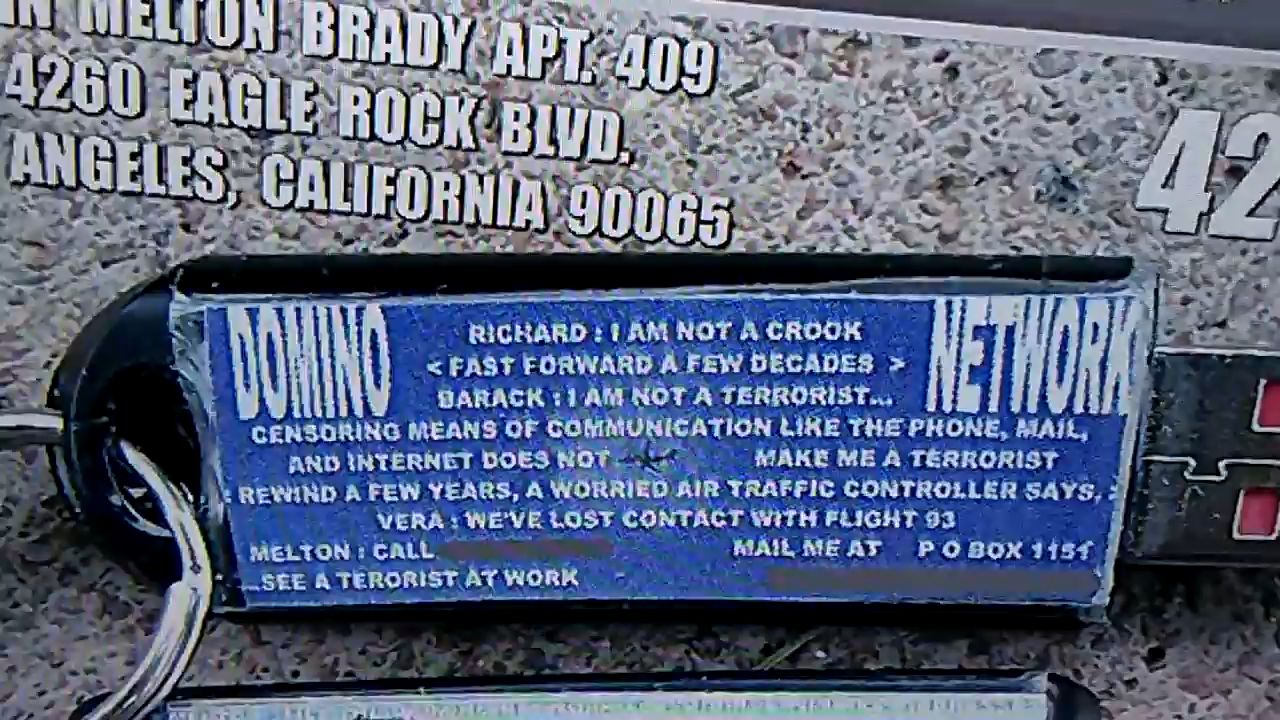 IN MELTON BRADY APT. 409
4260 EAGLE ROCK BLVD.
ANGELES, CALIFORNIA 90065
42
DOMINO
NETWORK
RICHARD : I AM NOT A CROOK
< FAST FORWARD A FEW DECADES >
BARACK : I AM NOT A TERRORIST...
CENSORING MEANS OF COMMUNICATION LIKE THE PHONE, MAIL,
AND INTERNET DOES NOT MAKE ME A TERRORIST
REWIND A FEW YEARS, A WORRIED AIR TRAFFIC CONTROLLER SAYS, :
VERA : WE'VE LOST CONTACT WITH FLIGHT 93
MELTON : CALL MAIL ME AT P O BOX 1151
...SEE A TERORIST AT WORK